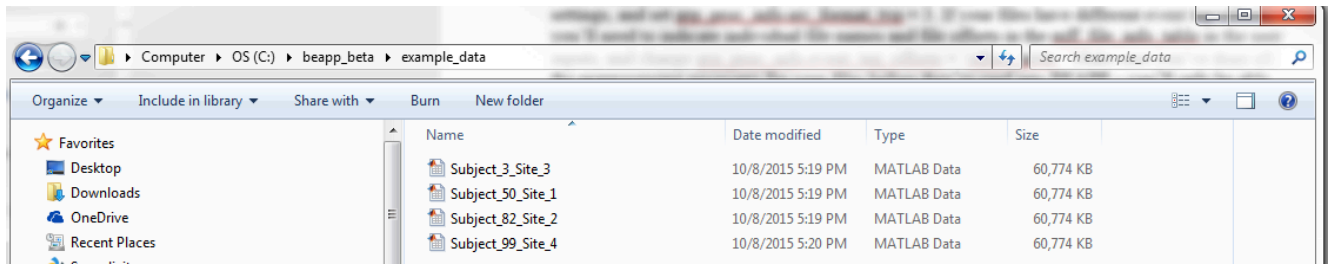 Computer OS (C:) beapp_beta example_data Search example_data
Organize Include in library Share with Burn New folder
Favorites
Desktop
Downloads
OneDrive
Recent Places
Name Date modified Type Size
Subject_3_Site_3 10/8/2015 5:19 PM MATLAB Data 60,774 KB
Subject_50_Site_1 10/8/2015 5:19 PM MATLAB Data 60,774 KB
Subject_82_Site_2 10/8/2015 5:19 PM MATLAB Data 60,774 KB
Subject_99_Site_4 10/8/2015 5:20 PM MATLAB Data 60,774 KB